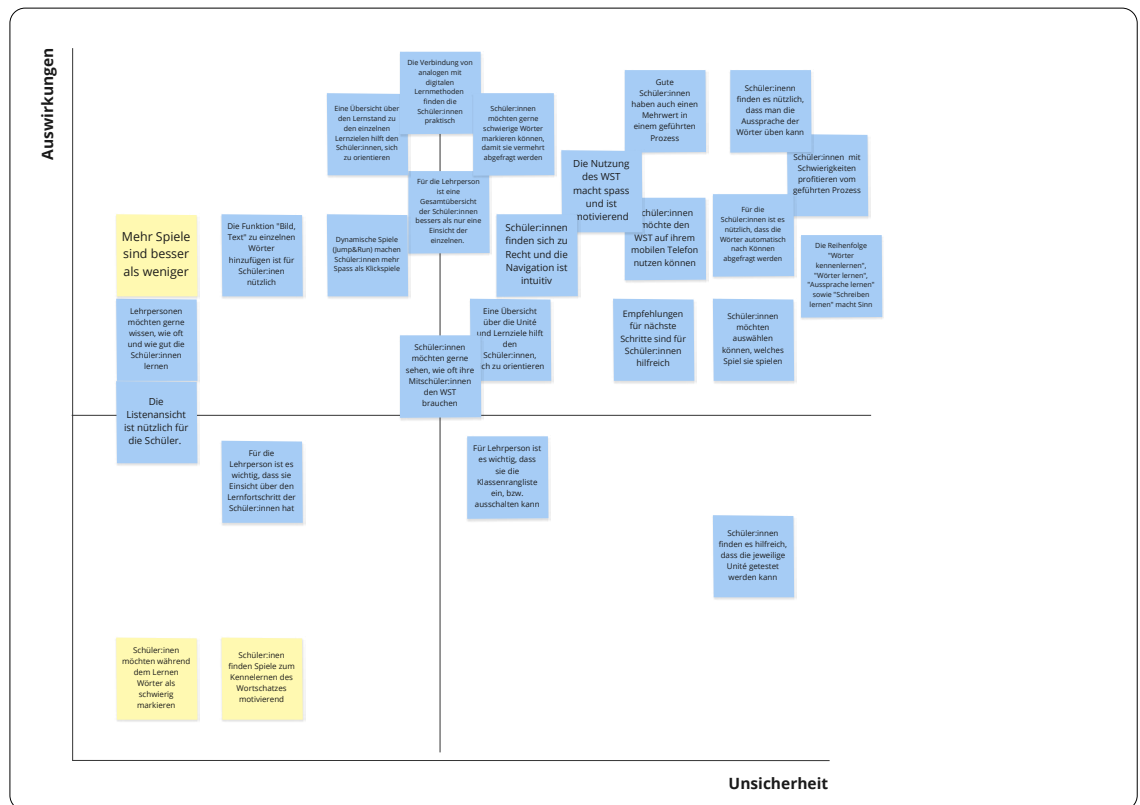 Auswirkungen
Die Verbindung von
analogen mit
digitalen
Lernmethoden
finden die
Schüler:innen
praktisch
Eine Übersicht über
den Lernstand zu
den einzelnen
Lernzielen hilft den
Schüler:innen, sich
zu orientieren
Schüler:innen
möchten gerne
schwierige Wörter
markieren können,
damit sie vermehrt
abgefragt werden
Gute
Schüler:innen
haben auch einen
Mehrwert in
einem geführten
Prozess
Schüler:inenn
finden es nützlich,
dass man die
Aussprache der
Wörter üben kann
Schüler:innen mit
Schwierigkeiten
profitieren vom
geführten Prozess
Die Nutzung
des WST
macht spass
und ist
motivierend
Für die Lehrperson
ist eine
Gesamtübersicht
der Schüler:innen
bessers als nur eine
Einsicht der
einzelnen.
Mehr Spiele
sind besser
als weniger
Die Funktion "Bild,
Text" zu einzelnen
Wörter
hinzufügen ist für
Schüler:inen
nützlich
Dynamische Spiele
(Jump&Run) machen
Schüler:innen mehr
Spass als Klickspiele
Schüler:innen
finden sich zu
Recht und die
Navigation ist
intuitiv
Schüler:innen
möchte den
WST auf ihrem
mobilen Telefon
nutzen können
Für die
Schüler:innen ist es
nützlich, dass die
Wörter automatisch
nach Können
abgefragt werden
Die Reihenfolge
"Wörter
kennenlernen",
"Wörter lernen",
"Aussprache lernen"
sowie "Schreiben
lernen" macht Sinn
Lehrpersonen
möchten gerne
wissen, wie oft
und wie gut die
Schüler:innen
lernen
Schüler:innen
möchten gerne
sehen, wie oft ihre
Mitschüler:innen
den WST
brauchen
Eine Übersicht
über die Unité
und Lernziele hilft
den
Schüler:innen,
sich zu orientieren
Empfehlungen
für nächste
Schritte sind für
Schüler:innen
hilfreich
Schüler:innen
möchten
auswählen
können, welches
Spiel sie spielen
Die
Listenansicht
ist nützlich für
die Schüler.
Für die
Lehrperson ist es
wichtig, dass sie
Einsicht über den
Lernfortschritt der
Schüler:innen hat
Für Lehrperson ist
es wichtig, dass
sie die
Klassenrangliste
ein, bzw.
ausschalten kann
Schüler:innen
finden es hilfreich,
dass die jeweilige
Unité getestet
werden kann
Schüler:inen
möchten während
dem Lernen
Wörter als
schwierig
markieren
Schüler:inen
finden Spiele zum
Kennelernen des
Wortschatzes
motivierend
Unsicherheit